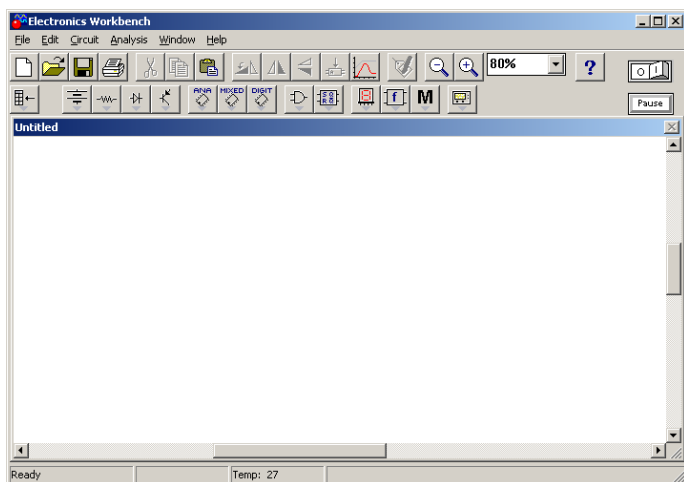 Electronics Workbench
File Edit Circuit Analysis Window Help
80% ?
O I
ANA MIXED DIGIT
f M
Pause
Untitled
Ready Temp: 27